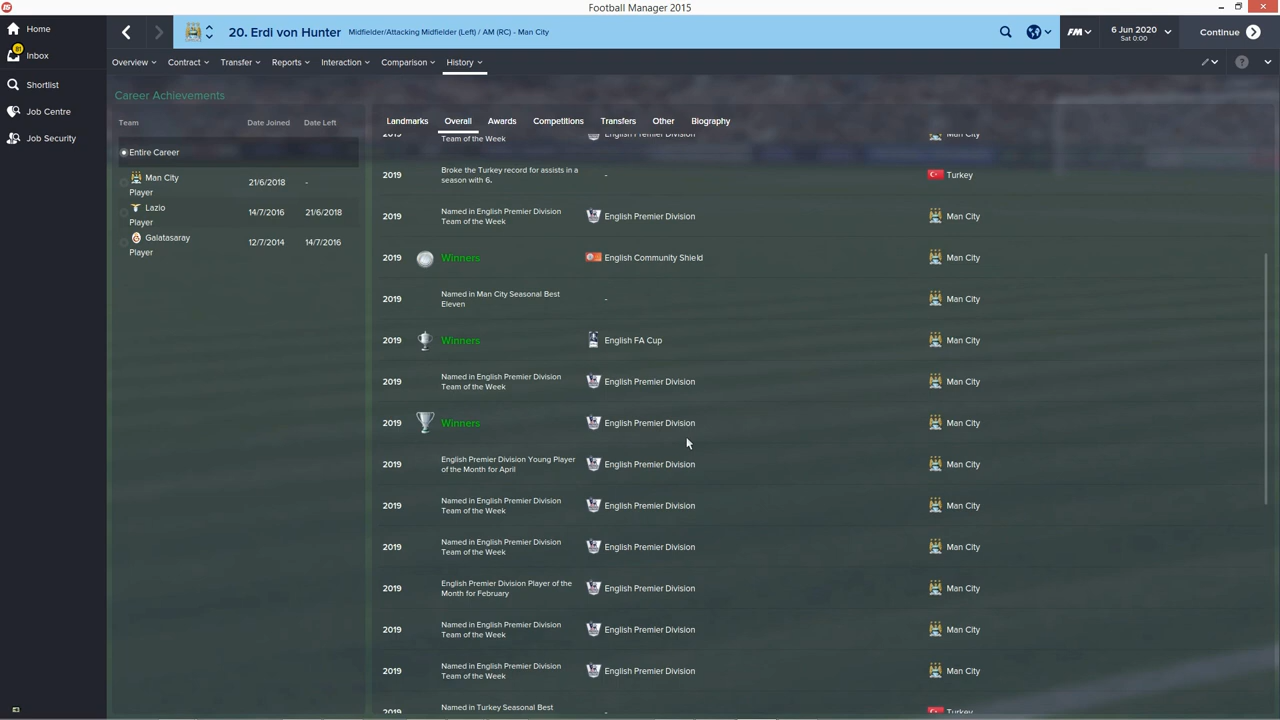 Football Manager 2015
Home
81
Inbox
Shortlist
Job Centre
Job Security
20. Erdi von Hunter
Midfielder/Attacking Midfielder (Left) / AM (RC) - Man City
FM
6 Jun 2020
Sat 0:00
Continue
Overview
Contract
Transfer
Reports
Interaction
Comparison
History
?
Career Achievements
Team
Date Joined
Date Left
Entire Career
Man City
Player
21/6/2018
-
Lazio
Player
14/7/2016
21/6/2018
Galatasaray
Player
12/7/2014
14/7/2016
Landmarks
Overall
Awards
Competitions
Transfers
Other
Biography
2019
Team of the Week
English Premier Division
Man City
2019
Broke the Turkey record for assists in a
season with 6.
-
Turkey
2019
Named in English Premier Division
Team of the Week
English Premier Division
Man City
2019
Winners
English Community Shield
Man City
2019
Named in Man City Seasonal Best
Eleven
-
Man City
2019
Winners
English FA Cup
Man City
2019
Named in English Premier Division
Team of the Week
English Premier Division
Man City
2019
Winners
English Premier Division
Man City
2019
English Premier Division Young Player
of the Month for April
English Premier Division
Man City
2019
Named in English Premier Division
Team of the Week
English Premier Division
Man City
2019
Named in English Premier Division
Team of the Week
English Premier Division
Man City
2019
English Premier Division Player of the
Month for February
English Premier Division
Man City
2019
Named in English Premier Division
Team of the Week
English Premier Division
Man City
2019
Named in English Premier Division
Team of the Week
English Premier Division
Man City
2019
Named in Turkey Seasonal Best
Turkey